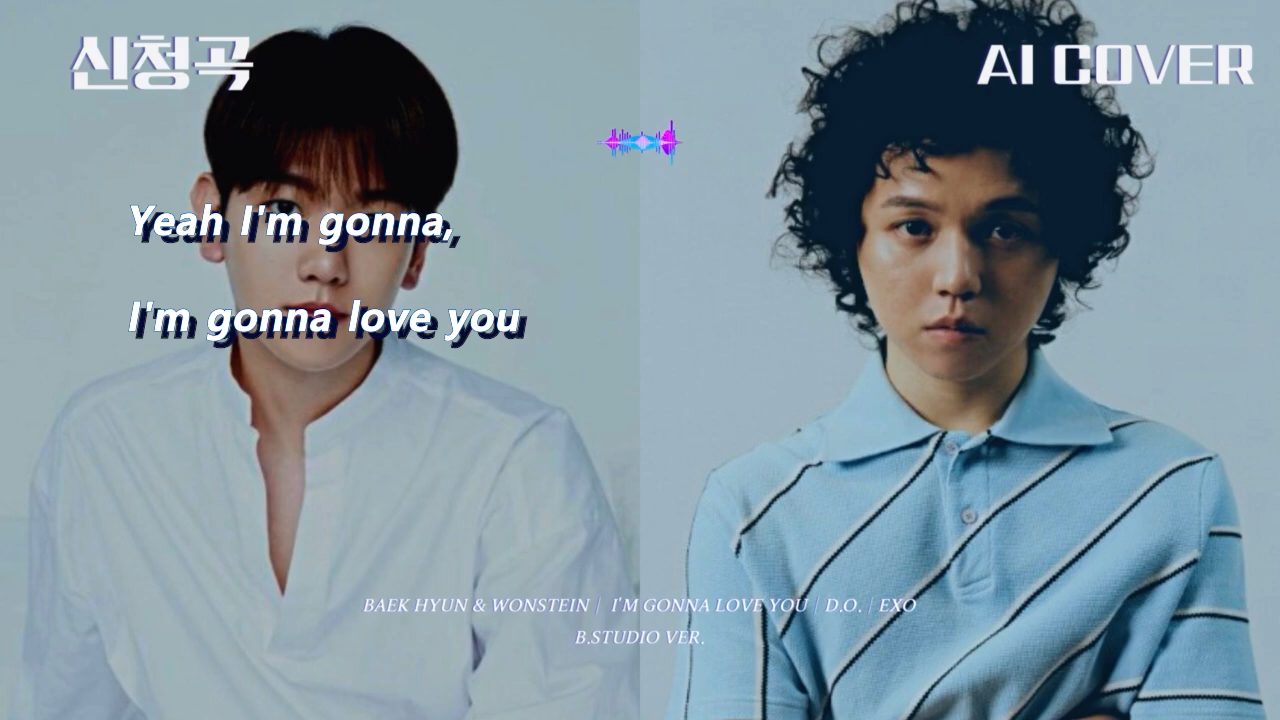 신청곡
AI COVER
Yeah I'm gonna,
I'm gonna love you
BAEK HYUN & WONSTEIN | I'M GONNA LOVE YOU | D.O. | EXO
B.STUDIO VER.